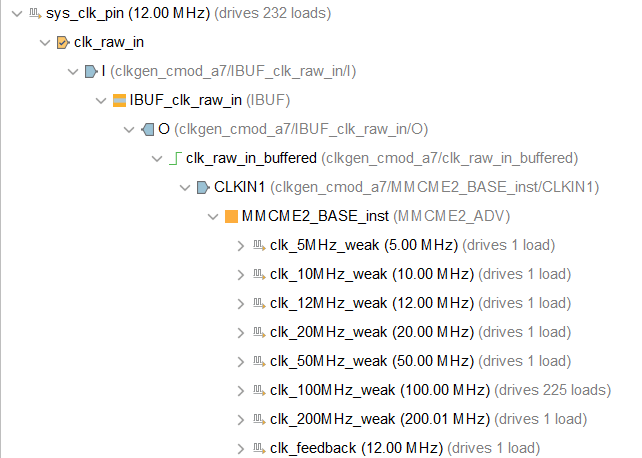 sys_clk_pin (12.00 MHz) (drives 232 loads)
clk_raw_in
I (clkgen_cmod_a7/IBUF_clk_raw_in/I)
IBUF_clk_raw_in (IBUF)
O (clkgen_cmod_a7/IBUF_clk_raw_in/O)
clk_raw_in_buffered (clkgen_cmod_a7/clk_raw_in_buffered)
CLKIN1 (clkgen_cmod_a7/MMCME2_BASE_inst/CLKIN1)
MMCME2_BASE_inst (MMCME2_ADV)
clk_5MHz_weak (5.00 MHz) (drives 1 load)
clk_10MHz_weak (10.00 MHz) (drives 1 load)
clk_12MHz_weak (12.00 MHz) (drives 1 load)
clk_20MHz_weak (20.00 MHz) (drives 1 load)
clk_50MHz_weak (50.00 MHz) (drives 1 load)
clk_100MHz_weak (100.00 MHz) (drives 225 loads)
clk_200MHz_weak (200.01 MHz) (drives 1 load)
clk_feedback (12.00 MHz) (drives 1 load)